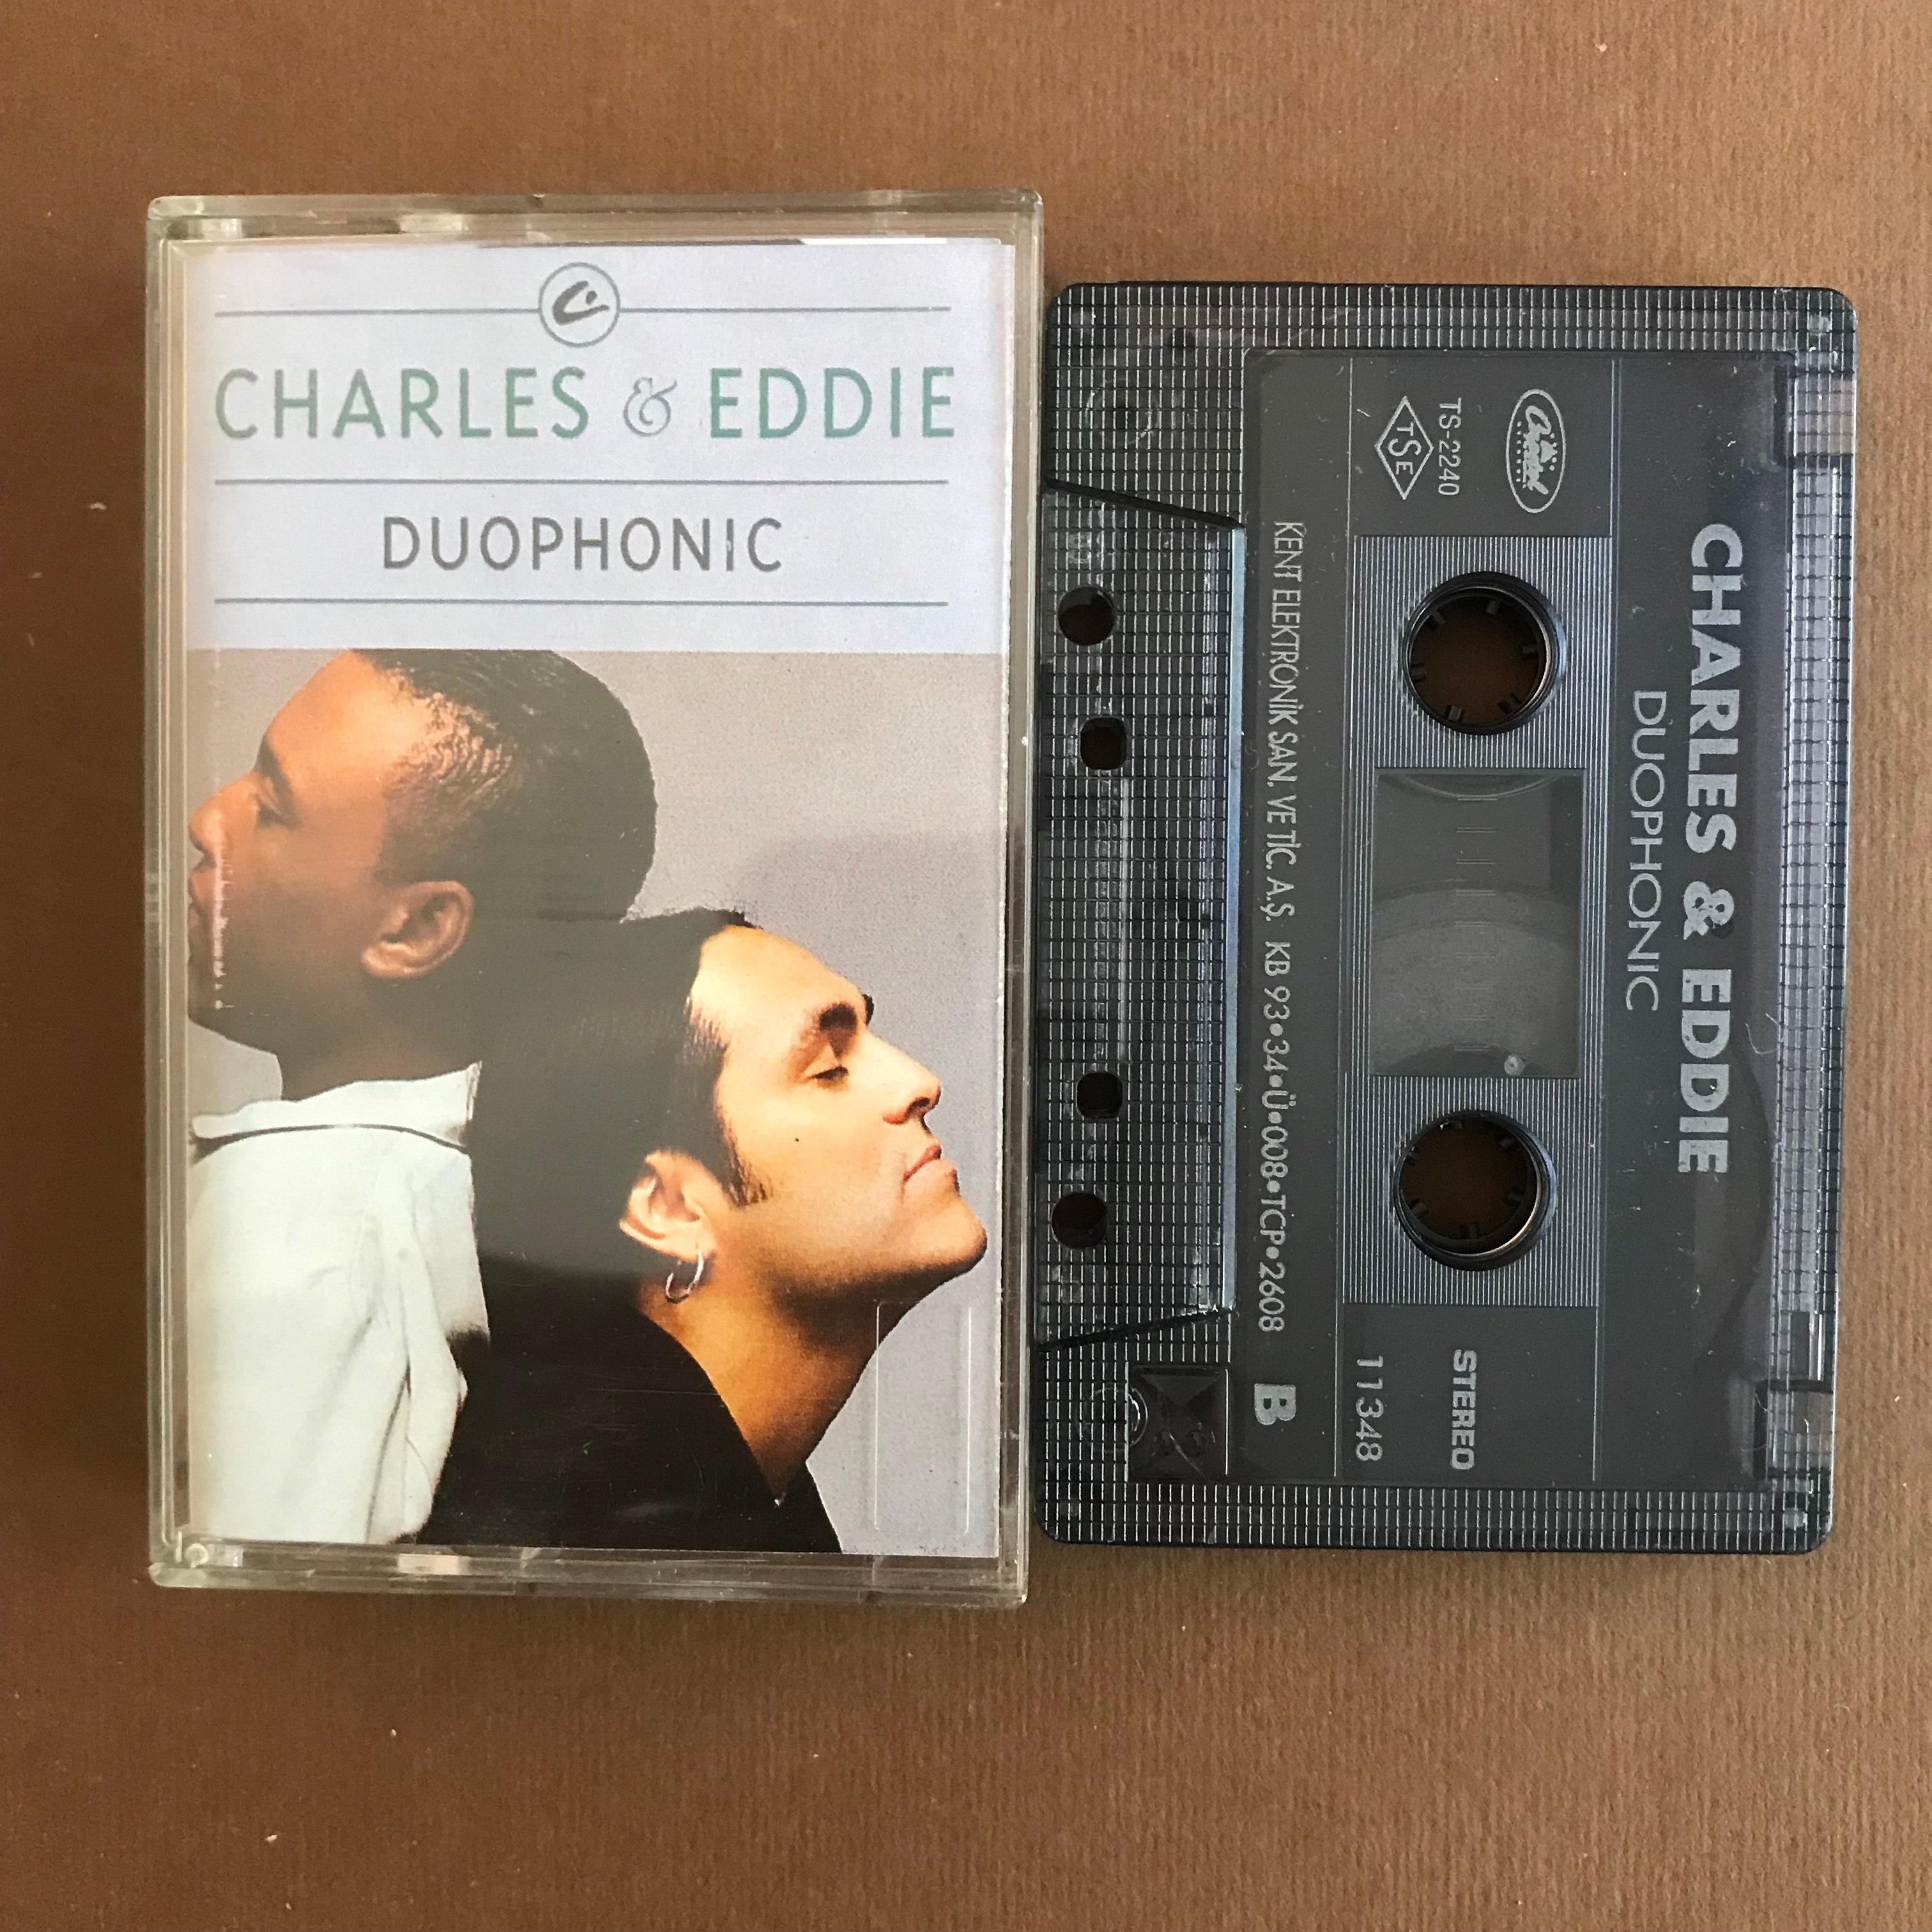 CHARLES & EDDIE
DUOPHONIC
CHARLES & EDDIE
DUOPHONIC
Capitol
TS-2240
TSE
STEREO
11348
KENT ELEKTRONİK SAN. VE TİC. A.Ş. KB 93•34•Ü•008•TCP•2608
B